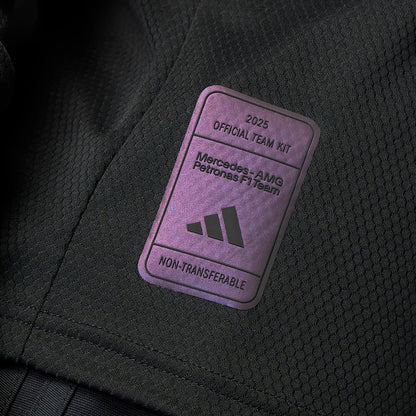 2025
OFFICIAL TEAM KIT
Mercedes-AMG
Petronas F1 Team
NON-TRANSFERABLE